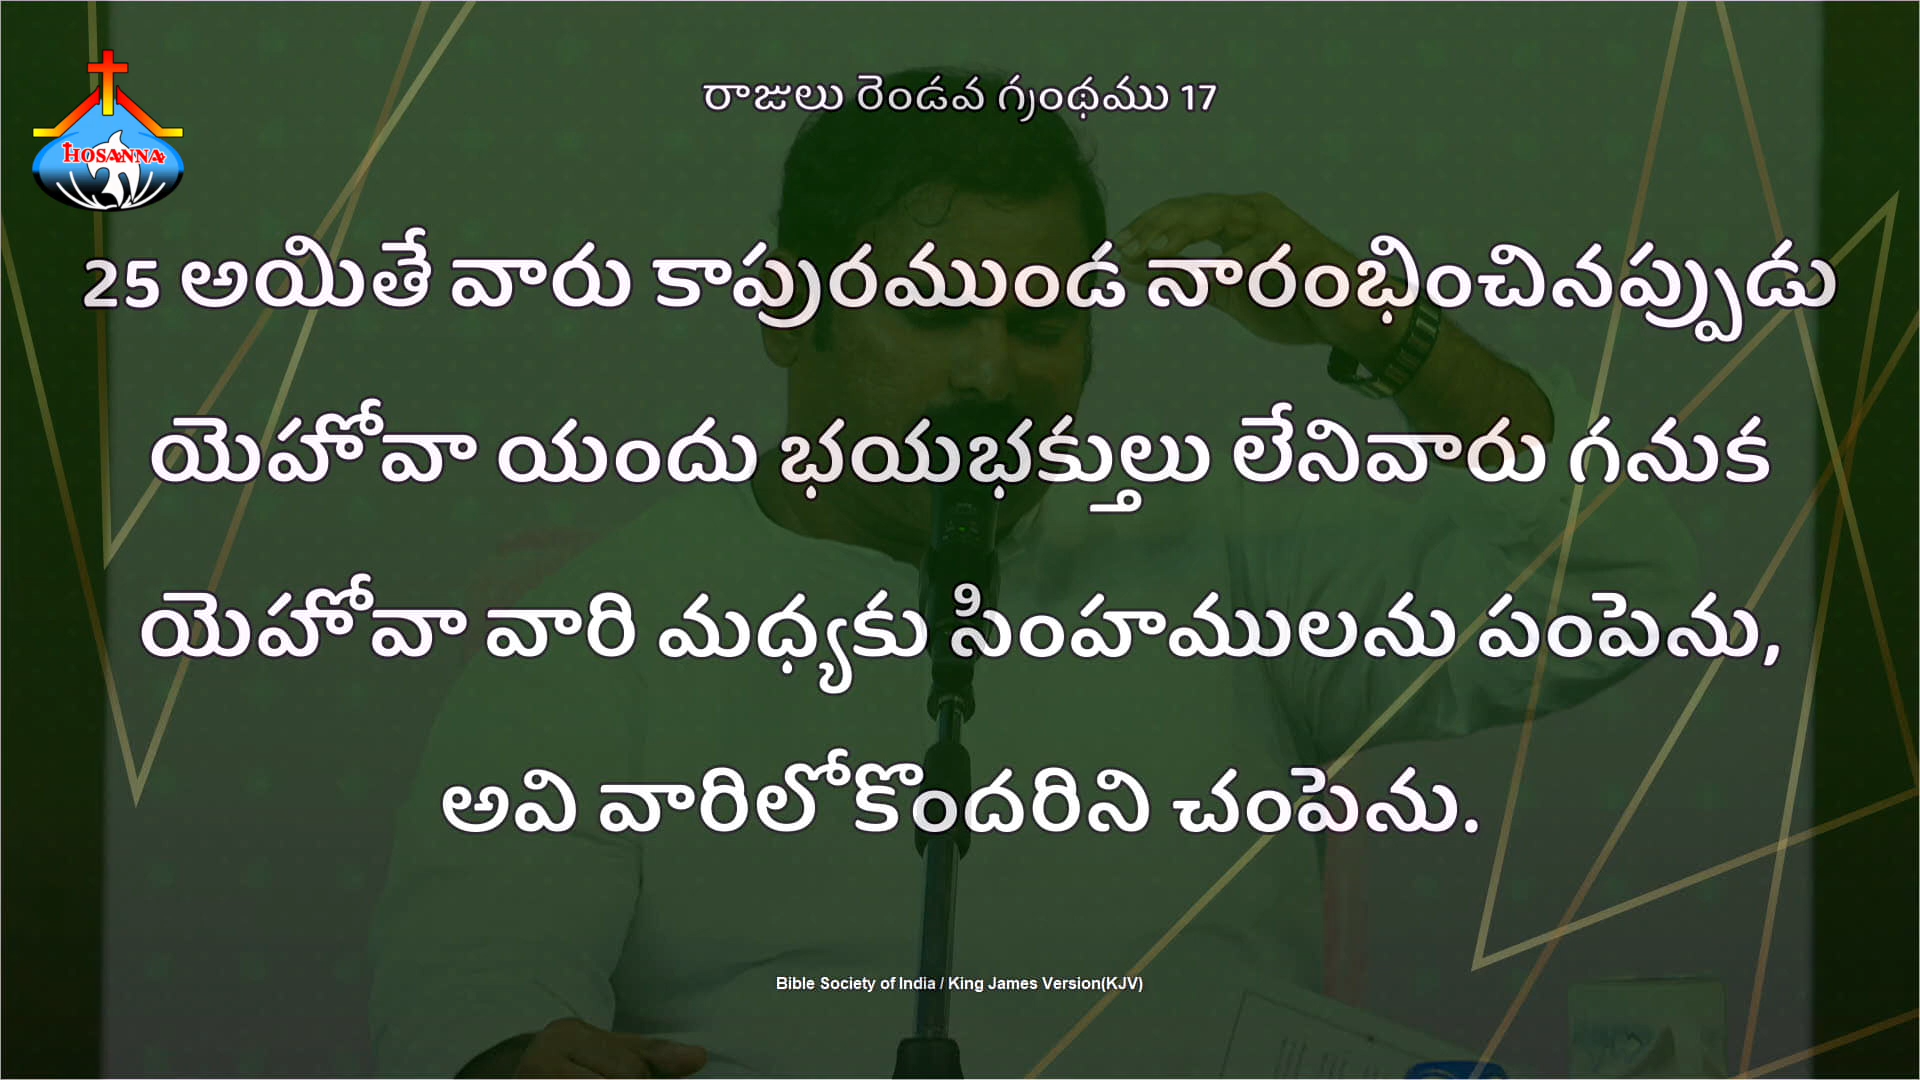 రాజులు రెండవ గ్రంథము 17
HOSANNA
25 అయితే వారు కాపురముండ నారంభించినప్పుడు
యెహోవా యందు భయభక్తులు లేనివారు గనుక
యెహోవా వారి మధ్యకు సింహములను పంపెను,
అవి వారిలోకొందరిని చంపెను.
Bible Society of India / King James Version(KJV)